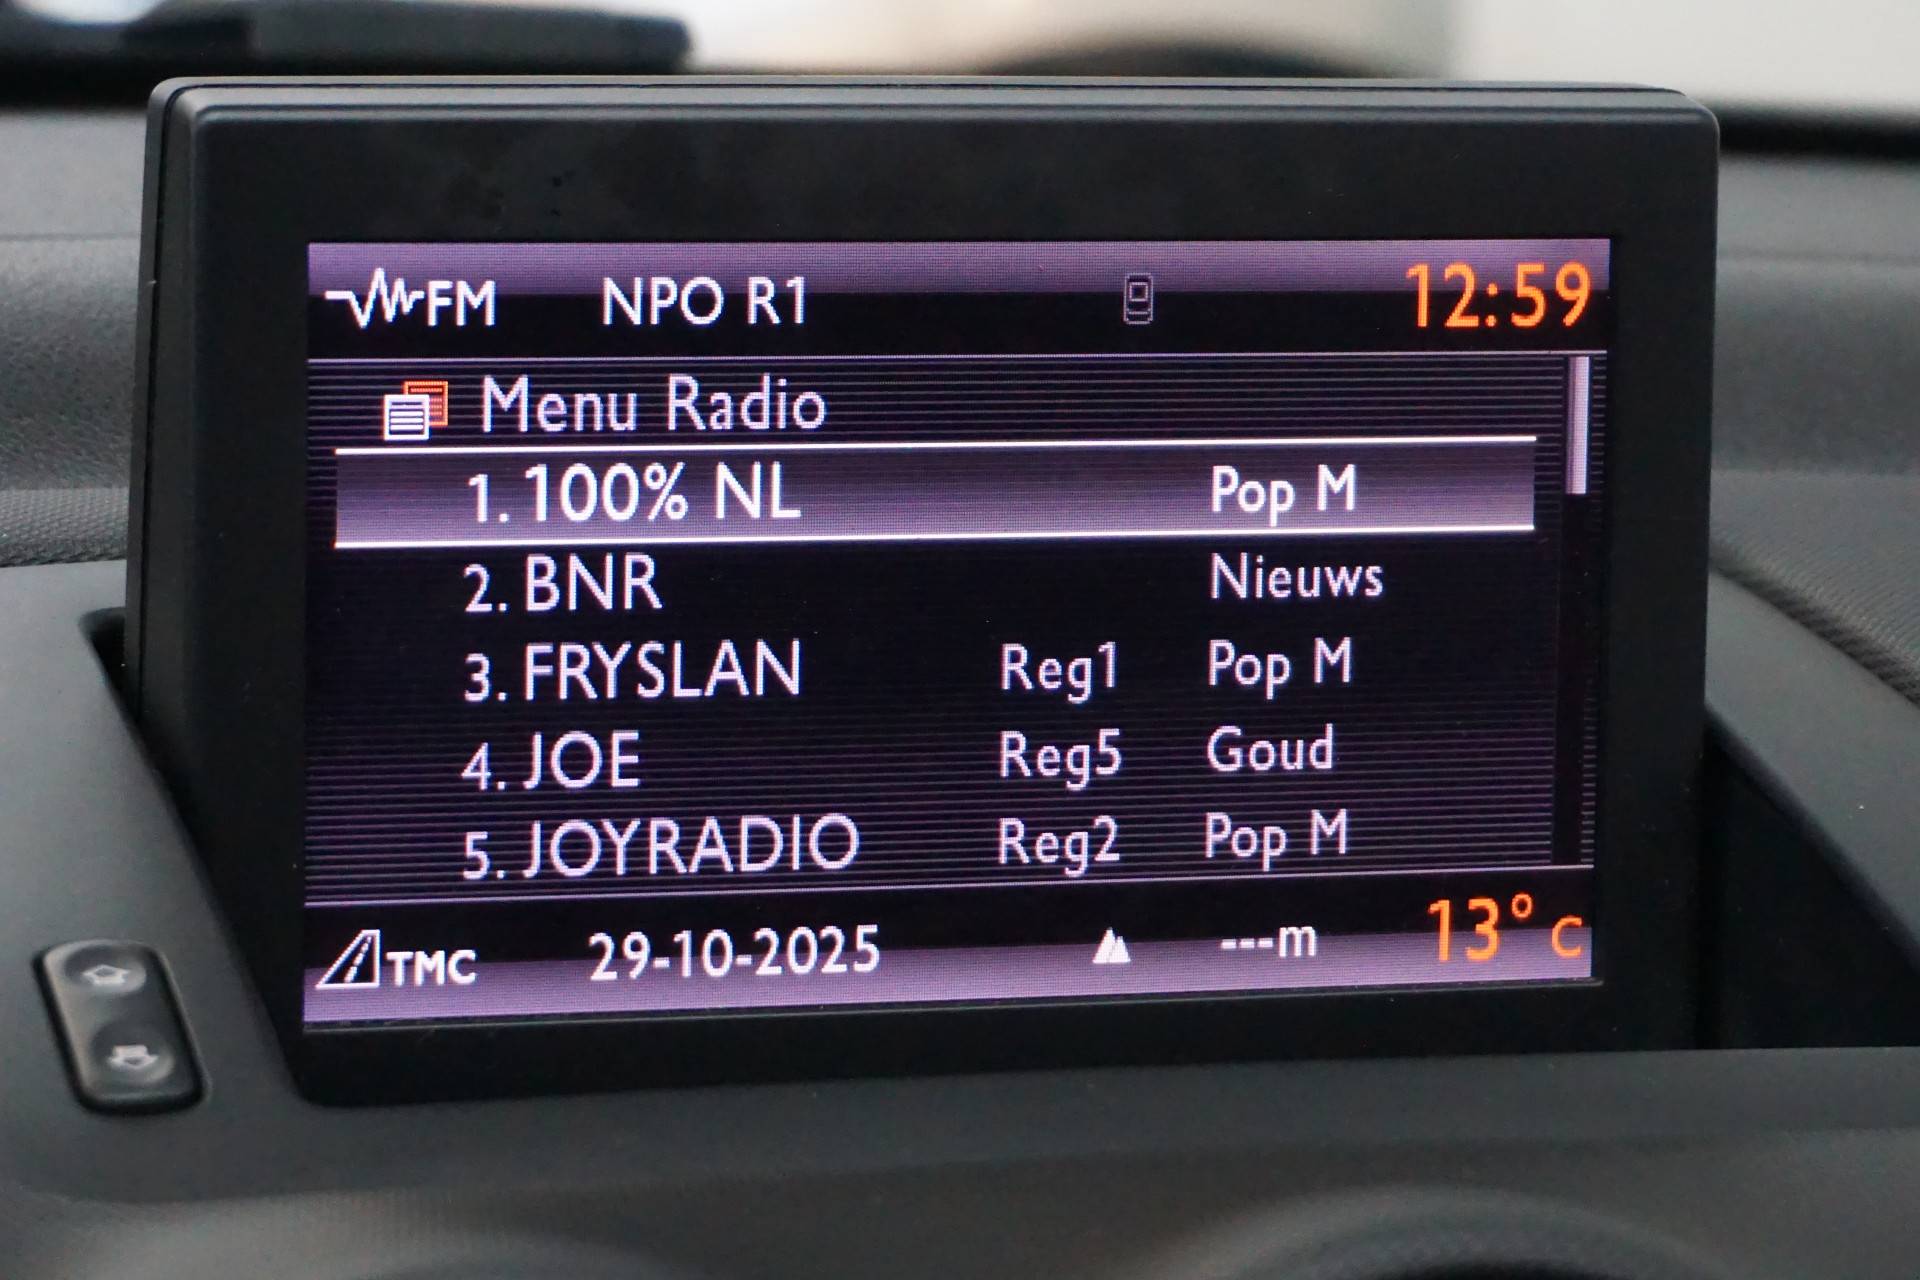 FM NPO R1 12:59
Menu Radio
1. 100% NL Pop M
2. BNR Nieuws
3. FRYSLAN Reg1 Pop M
4. JOE Reg5 Goud
5. JOYRADIO Reg2 Pop M
TMC 29-10-2025 ---m 13° C